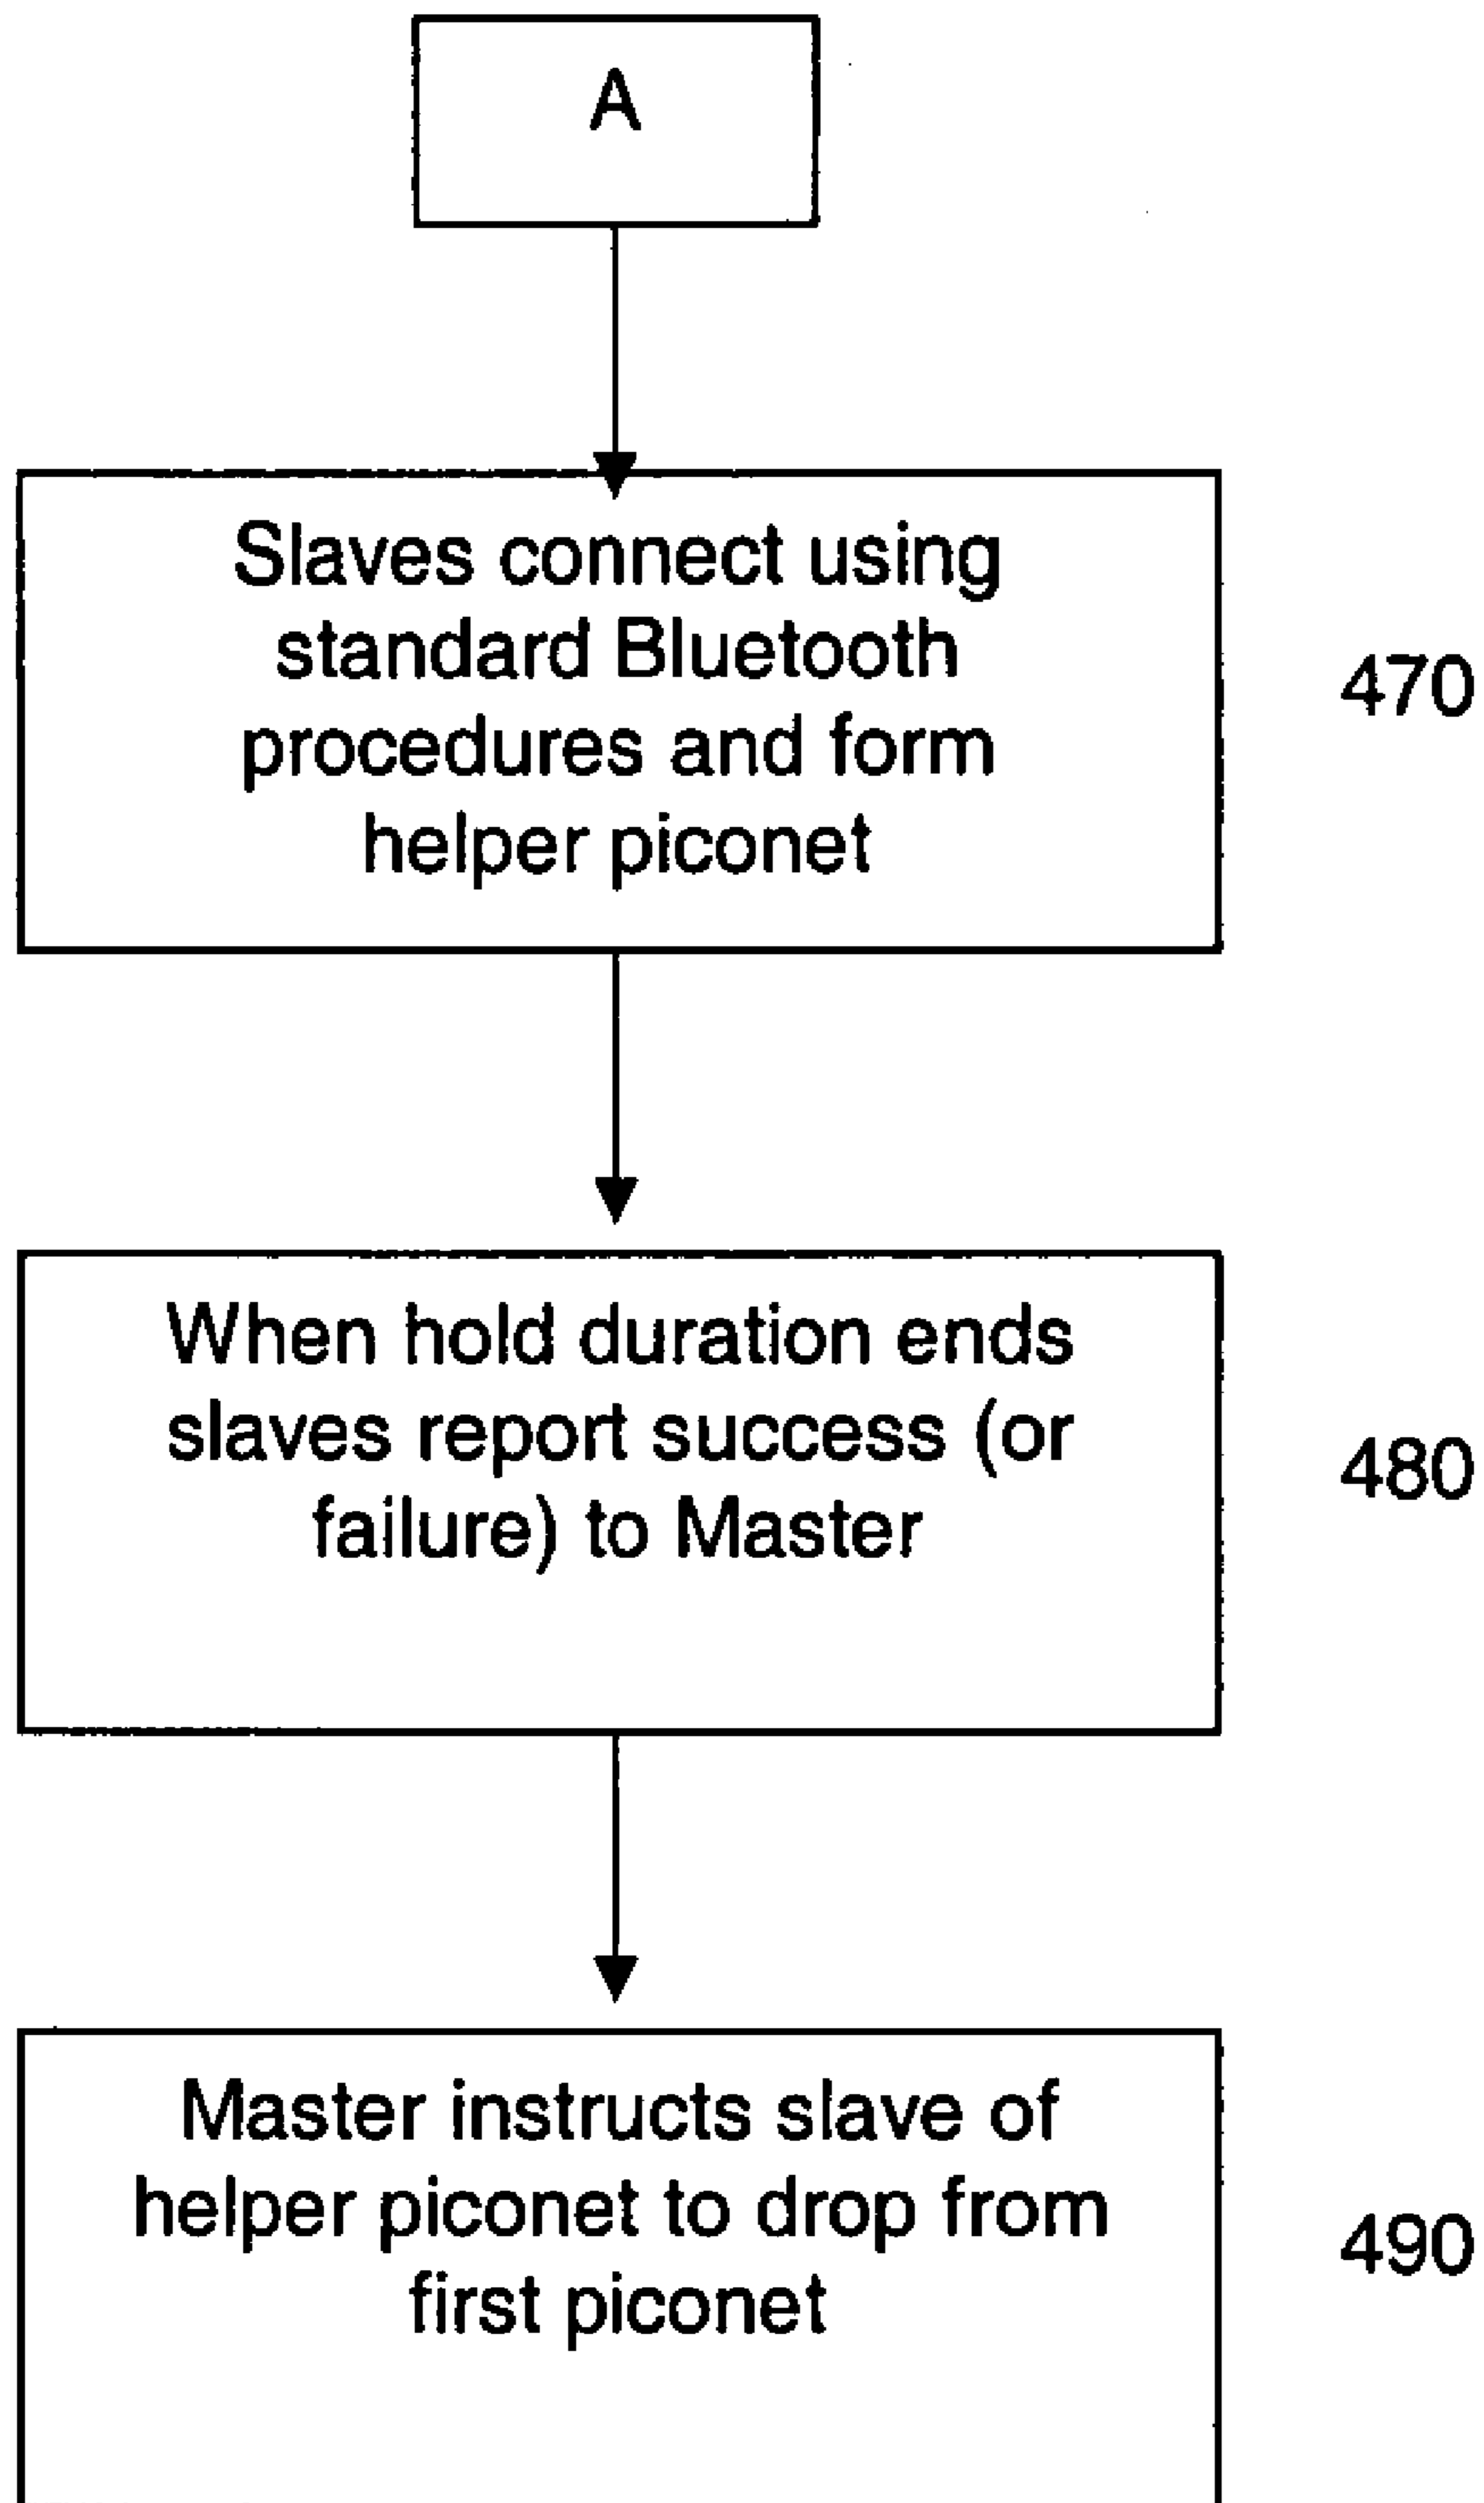 A
Slaves connect using
standard Bluetooth
procedures and form
helper piconet
470
When hold duration ends
slaves report success (or
failure) to Master
480
Master instructs slave of
helper piconet to drop from
first piconet
490